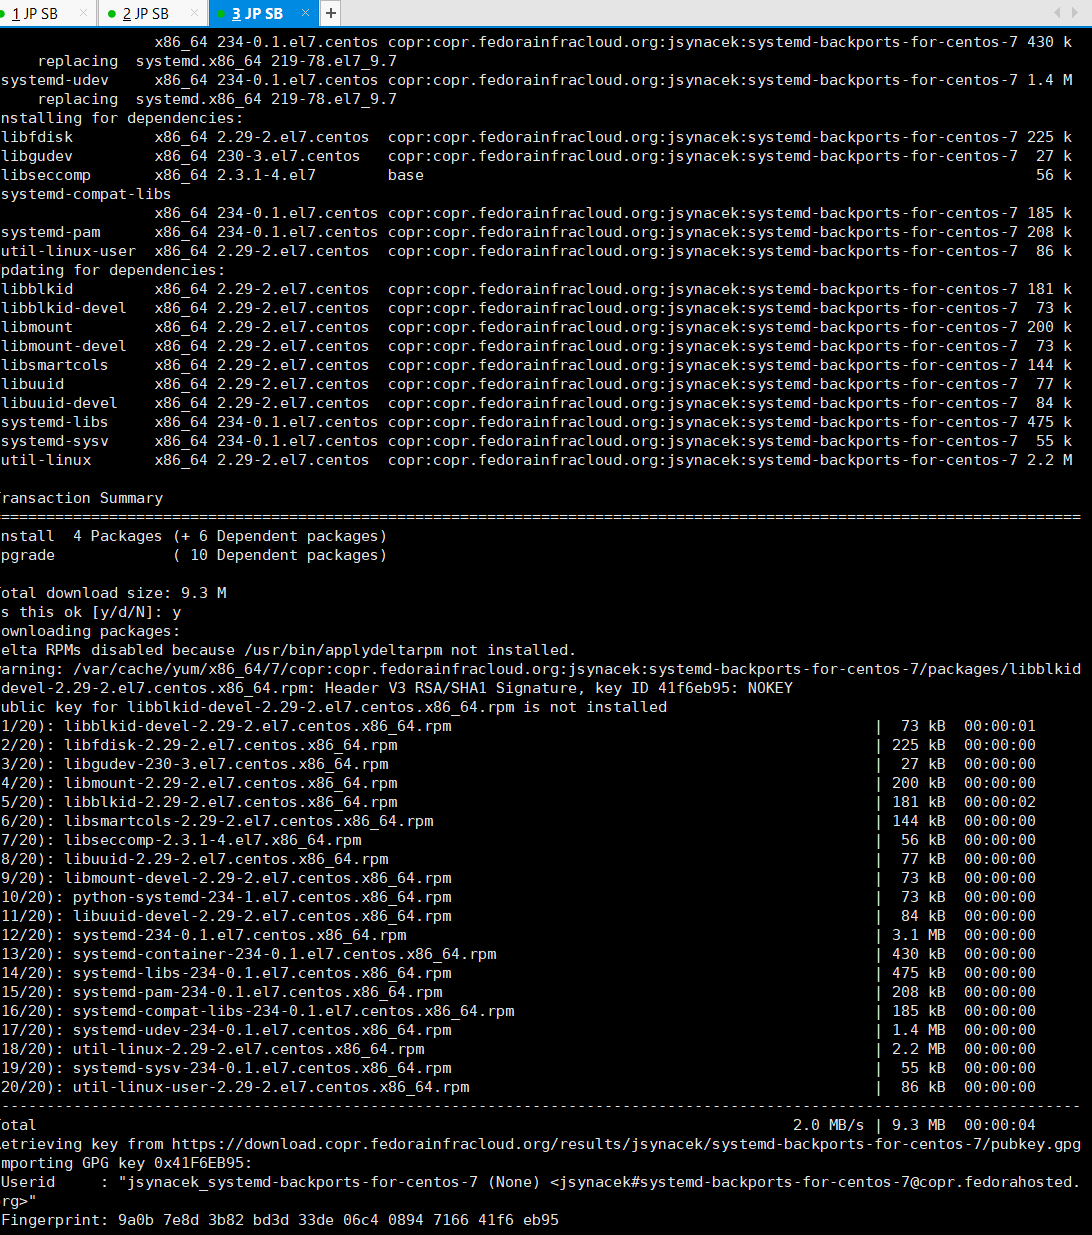 1 JP SB × 2 JP SB × 3 JP SB × +
x86_64 234-0.1.el7.centos copr:copr.fedorainfracloud.org:jsynacek:systemd-backports-for-centos-7 430 k
replacing systemd.x86_64 219-78.el7_9.7
systemd-udev x86_64 234-0.1.el7.centos copr:copr.fedorainfracloud.org:jsynacek:systemd-backports-for-centos-7 1.4 M
replacing systemd.x86_64 219-78.el7_9.7
nstalling for dependencies:
libfdisk x86_64 2.29-2.el7.centos copr:copr.fedorainfracloud.org:jsynacek:systemd-backports-for-centos-7 225 k
libgudev x86_64 230-3.el7.centos copr:copr.fedorainfracloud.org:jsynacek:systemd-backports-for-centos-7 27 k
libseccomp x86_64 2.3.1-4.el7 base 56 k
systemd-compat-libs
x86_64 234-0.1.el7.centos copr:copr.fedorainfracloud.org:jsynacek:systemd-backports-for-centos-7 185 k
systemd-pam x86_64 234-0.1.el7.centos copr:copr.fedorainfracloud.org:jsynacek:systemd-backports-for-centos-7 208 k
util-linux-user x86_64 2.29-2.el7.centos copr:copr.fedorainfracloud.org:jsynacek:systemd-backports-for-centos-7 86 k
pdating for dependencies:
libblkid x86_64 2.29-2.el7.centos copr:copr.fedorainfracloud.org:jsynacek:systemd-backports-for-centos-7 181 k
libblkid-devel x86_64 2.29-2.el7.centos copr:copr.fedorainfracloud.org:jsynacek:systemd-backports-for-centos-7 73 k
libmount x86_64 2.29-2.el7.centos copr:copr.fedorainfracloud.org:jsynacek:systemd-backports-for-centos-7 200 k
libmount-devel x86_64 2.29-2.el7.centos copr:copr.fedorainfracloud.org:jsynacek:systemd-backports-for-centos-7 73 k
libsmartcols x86_64 2.29-2.el7.centos copr:copr.fedorainfracloud.org:jsynacek:systemd-backports-for-centos-7 144 k
libuuid x86_64 2.29-2.el7.centos copr:copr.fedorainfracloud.org:jsynacek:systemd-backports-for-centos-7 77 k
libuuid-devel x86_64 2.29-2.el7.centos copr:copr.fedorainfracloud.org:jsynacek:systemd-backports-for-centos-7 84 k
systemd-libs x86_64 234-0.1.el7.centos copr:copr.fedorainfracloud.org:jsynacek:systemd-backports-for-centos-7 475 k
systemd-sysv x86_64 234-0.1.el7.centos copr:copr.fedorainfracloud.org:jsynacek:systemd-backports-for-centos-7 55 k
util-linux x86_64 2.29-2.el7.centos copr:copr.fedorainfracloud.org:jsynacek:systemd-backports-for-centos-7 2.2 M
ransaction Summary
========================================================================================================================
nstall 4 Packages (+ 6 Dependent packages)
pgrade ( 10 Dependent packages)
otal download size: 9.3 M
s this ok [y/d/N]: y
ownloading packages:
elta RPMs disabled because /usr/bin/applydeltarpm not installed.
arning: /var/cache/yum/x86_64/7/copr:copr.fedorainfracloud.org:jsynacek:systemd-backports-for-centos-7/packages/libblkid
devel-2.29-2.el7.centos.x86_64.rpm: Header V3 RSA/SHA1 Signature, key ID 41f6eb95: NOKEY
ublic key for libblkid-devel-2.29-2.el7.centos.x86_64.rpm is not installed
1/20): libblkid-devel-2.29-2.el7.centos.x86_64.rpm | 73 kB 00:00:01
2/20): libfdisk-2.29-2.el7.centos.x86_64.rpm | 225 kB 00:00:00
3/20): libgudev-230-3.el7.centos.x86_64.rpm | 27 kB 00:00:00
4/20): libmount-2.29-2.el7.centos.x86_64.rpm | 200 kB 00:00:00
5/20): libblkid-2.29-2.el7.centos.x86_64.rpm | 181 kB 00:00:02
6/20): libsmartcols-2.29-2.el7.centos.x86_64.rpm | 144 kB 00:00:00
7/20): libseccomp-2.3.1-4.el7.x86_64.rpm | 56 kB 00:00:00
8/20): libuuid-2.29-2.el7.centos.x86_64.rpm | 77 kB 00:00:00
9/20): libmount-devel-2.29-2.el7.centos.x86_64.rpm | 73 kB 00:00:00
10/20): python-systemd-234-1.el7.centos.x86_64.rpm | 73 kB 00:00:00
11/20): libuuid-devel-2.29-2.el7.centos.x86_64.rpm | 84 kB 00:00:00
12/20): systemd-234-0.1.el7.centos.x86_64.rpm | 3.1 MB 00:00:00
13/20): systemd-container-234-0.1.el7.centos.x86_64.rpm | 430 kB 00:00:00
14/20): systemd-libs-234-0.1.el7.centos.x86_64.rpm | 475 kB 00:00:00
15/20): systemd-pam-234-0.1.el7.centos.x86_64.rpm | 208 kB 00:00:00
16/20): systemd-compat-libs-234-0.1.el7.centos.x86_64.rpm | 185 kB 00:00:00
17/20): systemd-udev-234-0.1.el7.centos.x86_64.rpm | 1.4 MB 00:00:00
18/20): util-linux-2.29-2.el7.centos.x86_64.rpm | 2.2 MB 00:00:00
19/20): systemd-sysv-234-0.1.el7.centos.x86_64.rpm | 55 kB 00:00:00
20/20): util-linux-user-2.29-2.el7.centos.x86_64.rpm | 86 kB 00:00:00
------------------------------------------------------------------------------------------------------------------------
otal 2.0 MB/s | 9.3 MB 00:00:04
etrieving key from https://download.copr.fedorainfracloud.org/results/jsynacek/systemd-backports-for-centos-7/pubkey.gpg
mporting GPG key 0x41F6EB95:
Userid : "jsynacek_systemd-backports-for-centos-7 (None) <jsynacek#systemd-backports-for-centos-7@copr.fedorahosted.
rg>"
Fingerprint: 9a0b 7e8d 3b82 bd3d 33de 06c4 0894 7166 41f6 eb95